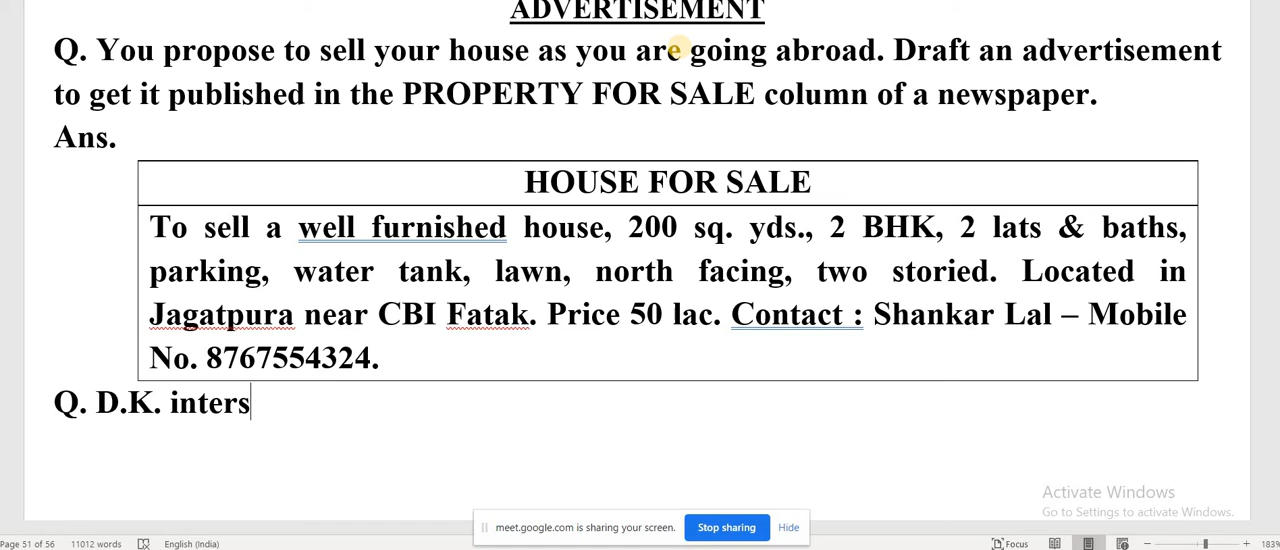 ADVERTISEMENT
Q. You propose to sell your house as you are going abroad. Draft an advertisement
to get it published in the PROPERTY FOR SALE column of a newspaper.
Ans.
HOUSE FOR SALE
To sell a well furnished house, 200 sq. yds., 2 BHK, 2 lats & baths,
parking, water tank, lawn, north facing, two storied. Located in
Jagatpura near CBI Fatak. Price 50 lac. Contact : Shankar Lal – Mobile
No. 8767554324.
Q. D.K. inters
Activate Windows
Go to Settings to activate Windows.
meet.google.com is sharing your screen. Stop sharing Hide
Page 51 of 56 11012 words English (India) Focus 183%